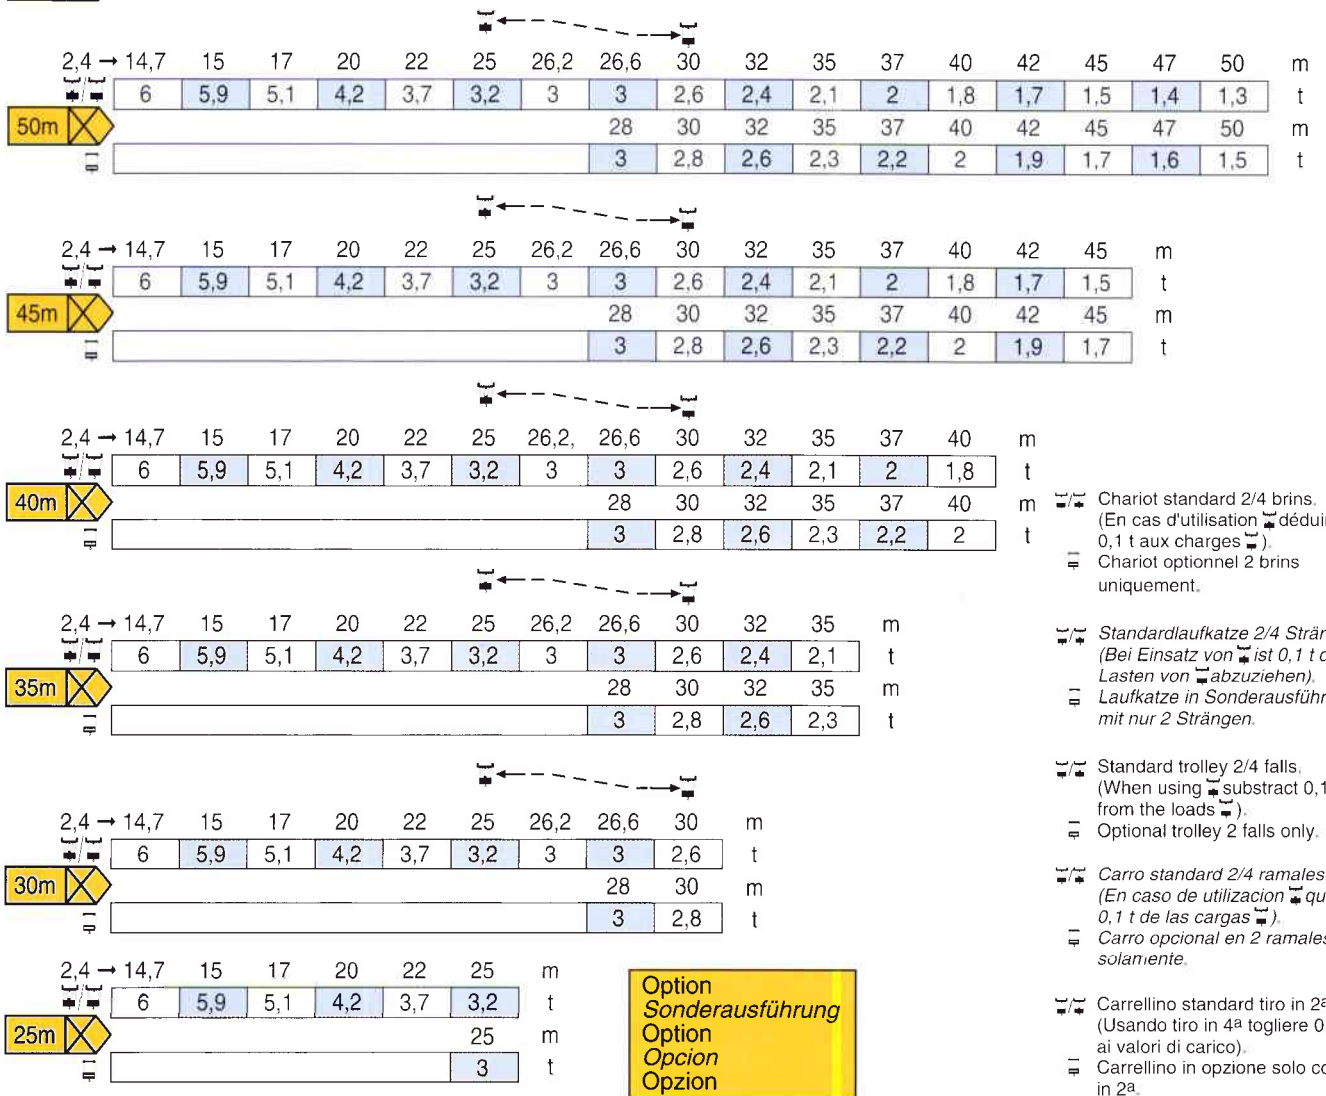 2,4 → 14,7 15 17 20 22 25 26,2 26,6 30 32 35 37 40 42 45 47 50 m
6 5,9 5,1 4,2 3,7 3,2 3 3 2,6 2,4 2,1 2 1,8 1,7 1,5 1,4 1,3 t
50m 28 30 32 35 37 40 42 45 47 50 m
3 2,8 2,6 2,3 2,2 2 1,9 1,7 1,6 1,5 t
2,4 → 14,7 15 17 20 22 25 26,2 26,6 30 32 35 37 40 42 45 m
6 5,9 5,1 4,2 3,7 3,2 3 3 2,6 2,4 2,1 2 1,8 1,7 1,5 t
45m 28 30 32 35 37 40 42 45 m
3 2,8 2,6 2,3 2,2 2 1,9 1,7 t
2,4 → 14,7 15 17 20 22 25 26,2, 26,6 30 32 35 37 40 m
6 5,9 5,1 4,2 3,7 3,2 3 3 2,6 2,4 2,1 2 1,8 t
40m 28 30 32 35 37 40 m
3 2,8 2,6 2,3 2,2 2 t
2,4 → 14,7 15 17 20 22 25 26,2 26,6 30 32 35 m
6 5,9 5,1 4,2 3,7 3,2 3 3 2,6 2,4 2,1 t
35m 28 30 32 35 m
3 2,8 2,6 2,3 t
2,4 → 14,7 15 17 20 22 25 26,2 26,6 30 m
6 5,9 5,1 4,2 3,7 3,2 3 3 2,6 t
30m 28 30 m
3 2,8 t
2,4 → 14,7 15 17 20 22 25 m
6 5,9 5,1 4,2 3,7 3,2 t
25m 25 m
3 t
Option
Sonderausführung
Option
Opcion
Opzion
Chariot standard 2/4 brins.
(En cas d'utilisation
0,1 t aux charges ).
Chariot optionnel 2 brins
uniquement.
Standardlaufkatze 2/4
(Bei Einsatz von ist 0,1 t
Lasten von abzuziehen).
Laufkatze in
mit nur 2 Strängen.
Standard trolley 2/4 falls.
(When using substract 0,1
from the loads ).
Optional trolley 2 falls only.
Carro standard 2/4 ramales
(En caso de utilizacion
0,1 t de las cargas ).
Carro opcional en 2 ramales
solamente.
Carrellino standard tiro in 2ª
(Usando tiro in 4ª togliere
ai valori di carico).
Carrellino in opzione solo
in 2ª.